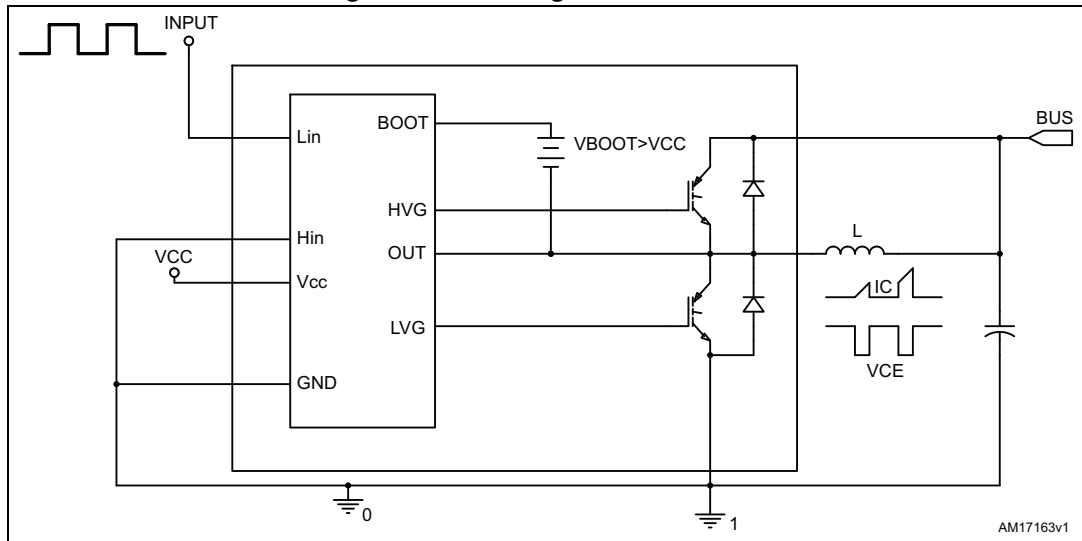 INPUT
BUS
BOOT
Lin
VBOOT>VCC
HVG
Hin
OUT
L
VCC
Vcc
IC
LVG
VCE
GND
0
1
AM17163v1